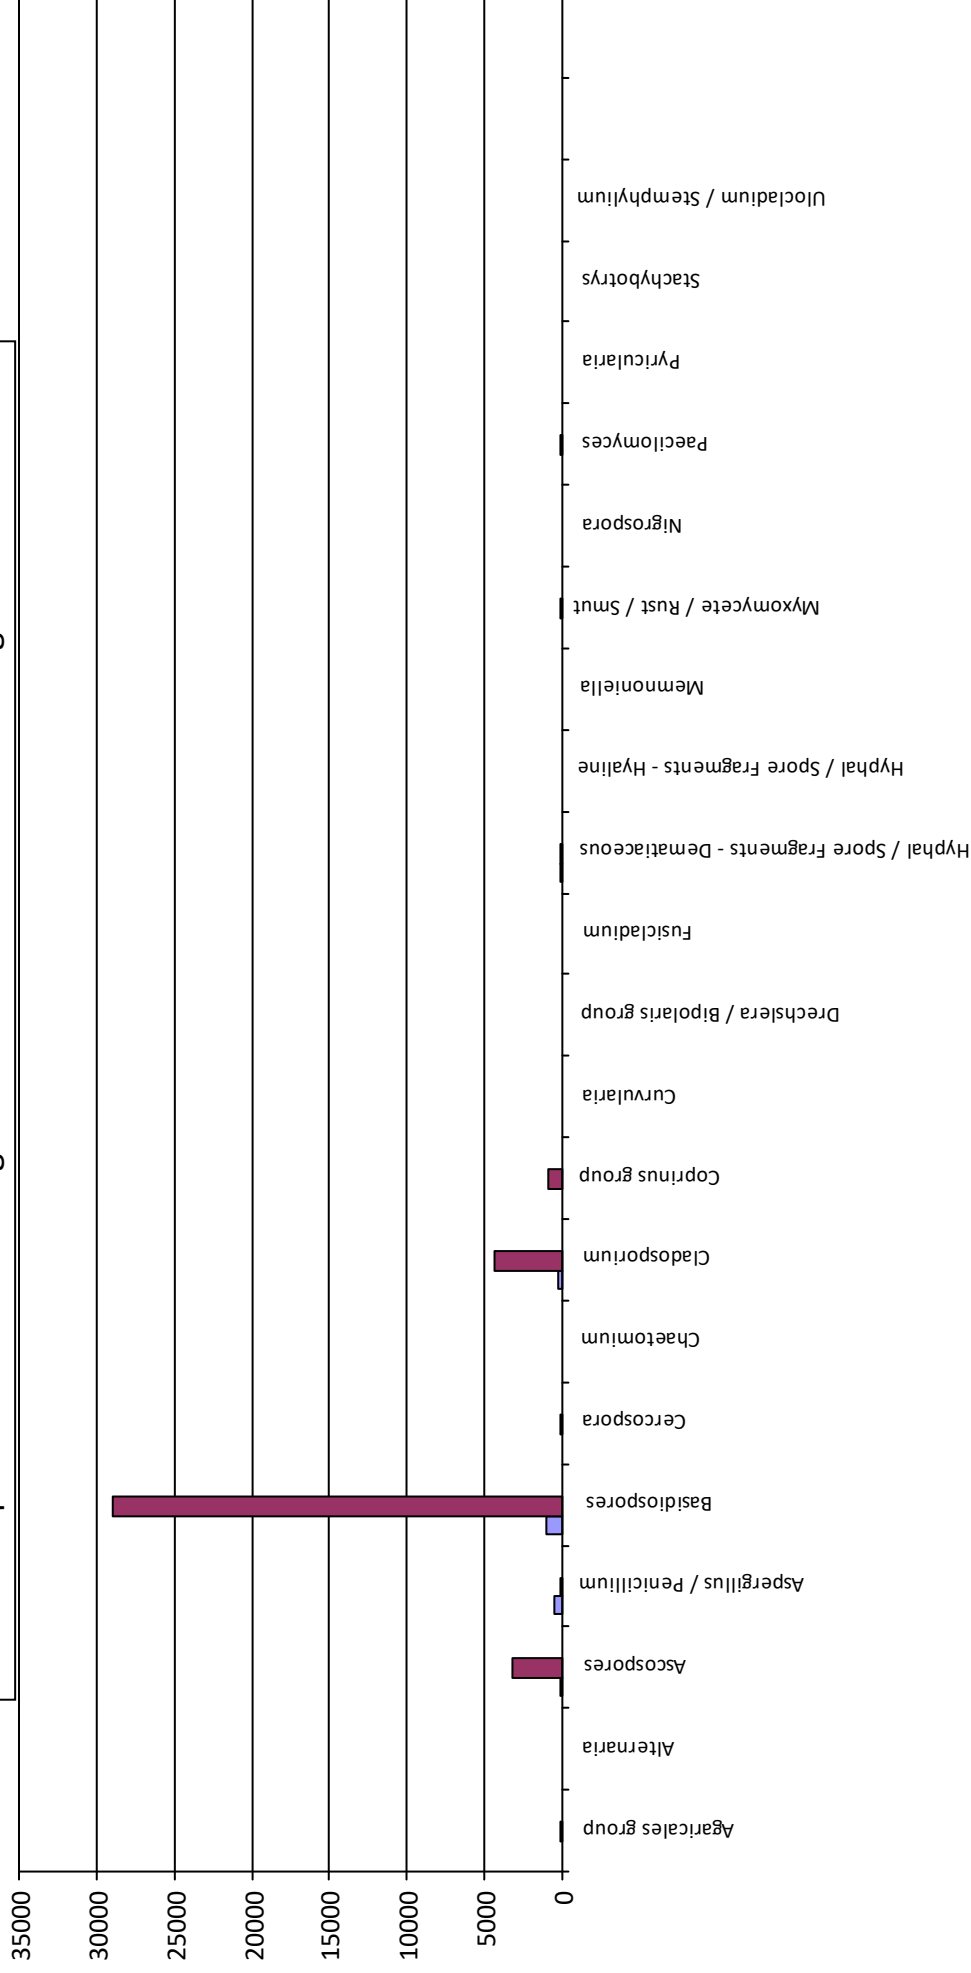 35000
30000
25000
20000
15000
10000
5000
0
Agaricales group
Alternaria
Ascospores
Aspergillus / Penicillium
Basidiospores
Cercospora
Chaetomium
Cladosporium
Coprinus group
Curvularia
Drechslera / Bipolaris group
Fusicladium
Hyphal / Spore Fragments - Dematiaceous
Hyphal / Spore Fragments - Hyaline
Memnoniella
Myxomycete / Rust / Smut
Nigrospora
Paecilomyces
Pyricularia
Stachybotrys
Ulocladium / Stemphylium